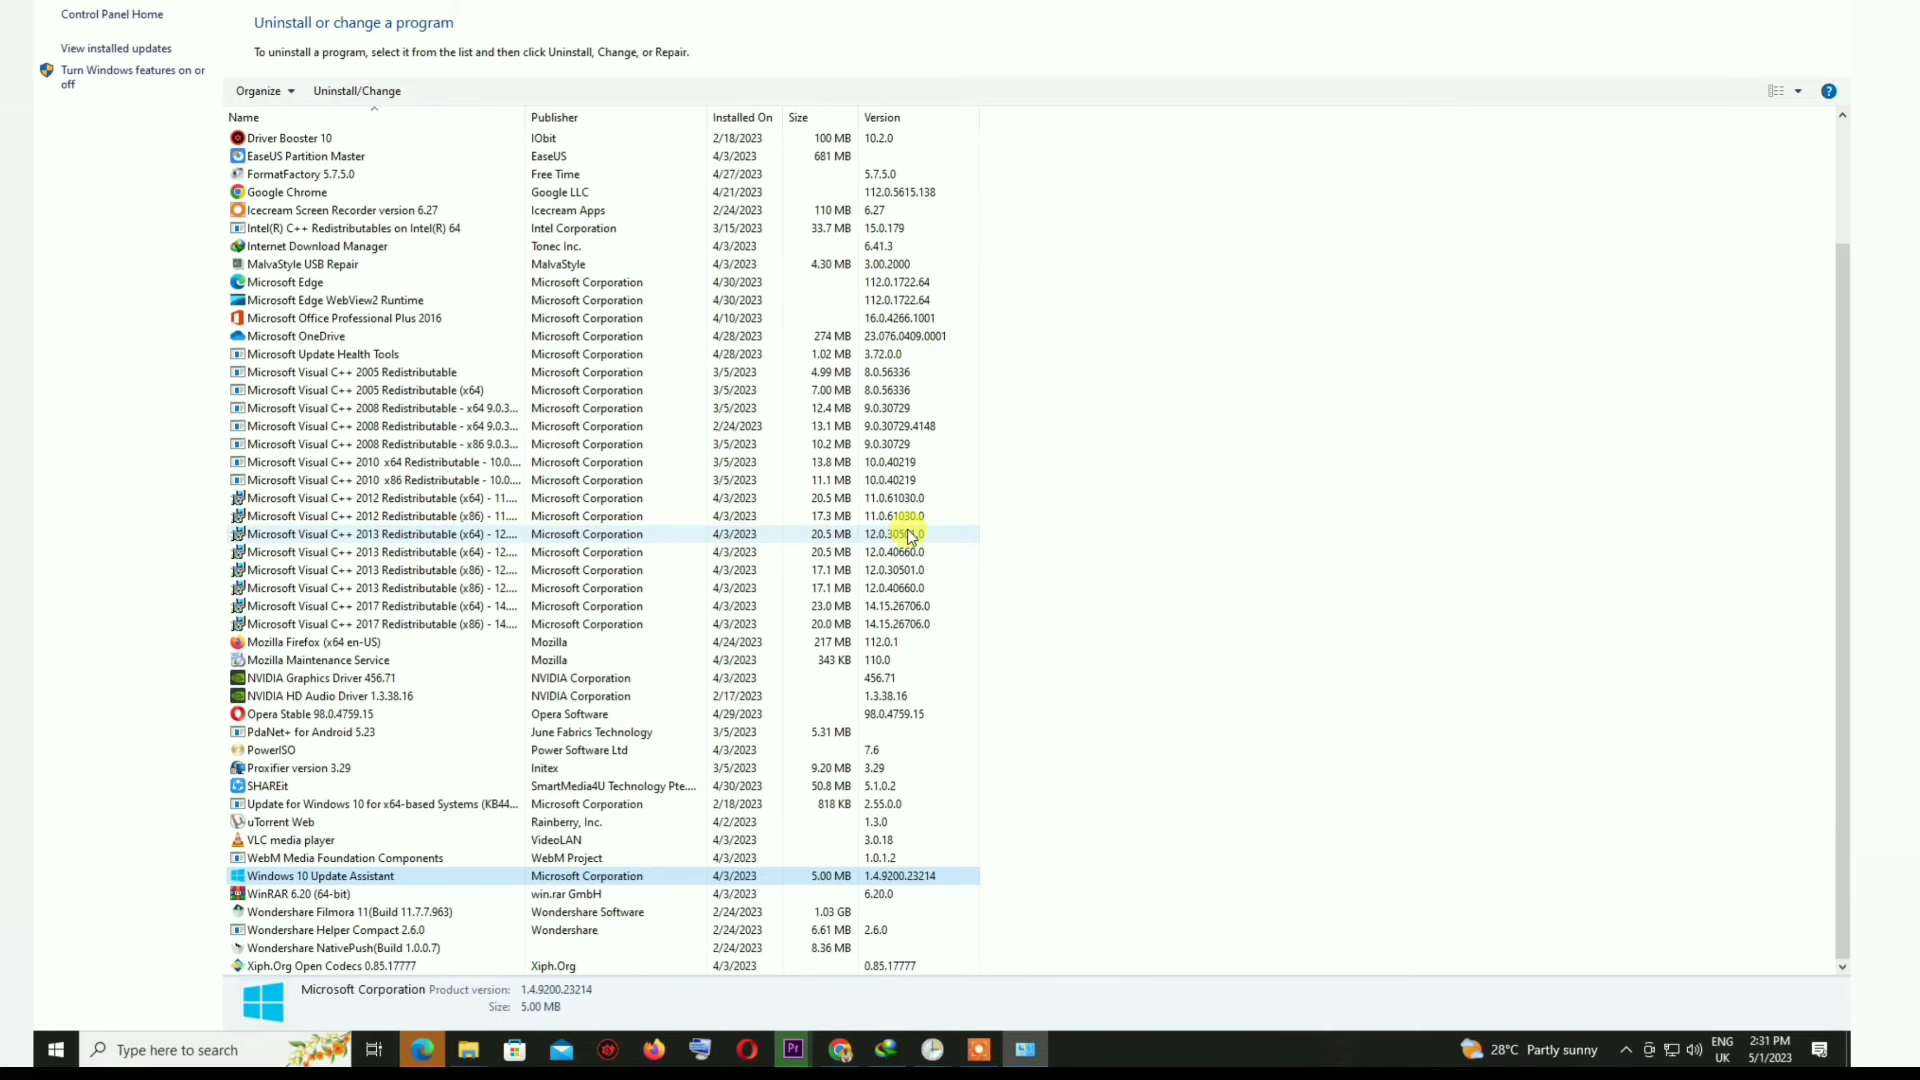 Control Panel Home
View installed updates
Turn Windows features on or
off
Uninstall or change a program
To uninstall a program, select it from the list and then click Uninstall, Change, or Repair.
Organize Uninstall/Change
Name Publisher Installed On Size Version
Driver Booster 10 IObit 2/18/2023 100 MB 10.2.0
EaseUS Partition Master EaseUS 4/3/2023 681 MB
FormatFactory 5.7.5.0 Free Time 4/27/2023 5.7.5.0
Google Chrome Google LLC 4/21/2023 112.0.5615.138
Icecream Screen Recorder version 6.27 Icecream Apps 2/24/2023 110 MB 6.27
Intel(R) C++ Redistributables on Intel(R) 64 Intel Corporation 3/15/2023 33.7 MB 15.0.179
Internet Download Manager Tonec Inc. 4/3/2023 6.41.3
MalvaStyle USB Repair MalvaStyle 4/3/2023 4.30 MB 3.00.2000
Microsoft Edge Microsoft Corporation 4/30/2023 112.0.1722.64
Microsoft Edge WebView2 Runtime Microsoft Corporation 4/30/2023 112.0.1722.64
Microsoft Office Professional Plus 2016 Microsoft Corporation 4/10/2023 16.0.4266.1001
Microsoft OneDrive Microsoft Corporation 4/28/2023 274 MB 23.076.0409.0001
Microsoft Update Health Tools Microsoft Corporation 4/28/2023 1.02 MB 3.72.0.0
Microsoft Visual C++ 2005 Redistributable Microsoft Corporation 3/5/2023 4.99 MB 8.0.56336
Microsoft Visual C++ 2005 Redistributable (x64) Microsoft Corporation 3/5/2023 7.00 MB 8.0.56336
Microsoft Visual C++ 2008 Redistributable - x64 9.0.3... Microsoft Corporation 3/5/2023 12.4 MB 9.0.30729
Microsoft Visual C++ 2008 Redistributable - x64 9.0.3... Microsoft Corporation 2/24/2023 13.1 MB 9.0.30729.4148
Microsoft Visual C++ 2008 Redistributable - x86 9.0.3... Microsoft Corporation 3/5/2023 10.2 MB 9.0.30729
Microsoft Visual C++ 2010 x64 Redistributable - 10.0.... Microsoft Corporation 3/5/2023 13.8 MB 10.0.40219
Microsoft Visual C++ 2010 x86 Redistributable - 10.0.... Microsoft Corporation 3/5/2023 11.1 MB 10.0.40219
Microsoft Visual C++ 2012 Redistributable (x64) - 11.... Microsoft Corporation 4/3/2023 20.5 MB 11.0.61030.0
Microsoft Visual C++ 2012 Redistributable (x86) - 11.... Microsoft Corporation 4/3/2023 17.3 MB 11.0.61030.0
Microsoft Visual C++ 2013 Redistributable (x64) - 12.... Microsoft Corporation 4/3/2023 20.5 MB
Microsoft Visual C++ 2013 Redistributable (x64) - 12.... Microsoft Corporation 4/3/2023 20.5 MB 12.0.40660.0
Microsoft Visual C++ 2013 Redistributable (x86) - 12.... Microsoft Corporation 4/3/2023 17.1 MB 12.0.30501.0
Microsoft Visual C++ 2013 Redistributable (x86) - 12.... Microsoft Corporation 4/3/2023 17.1 MB 12.0.40660.0
Microsoft Visual C++ 2017 Redistributable (x64) - 14.... Microsoft Corporation 4/3/2023 23.0 MB 14.15.26706.0
Microsoft Visual C++ 2017 Redistributable (x86) - 14.... Microsoft Corporation 4/3/2023 20.0 MB 14.15.26706.0
Mozilla Firefox (x64 en-US) Mozilla 4/24/2023 217 MB 112.0.1
Mozilla Maintenance Service Mozilla 4/3/2023 343 KB 110.0
NVIDIA Graphics Driver 456.71 NVIDIA Corporation 4/3/2023 456.71
NVIDIA HD Audio Driver 1.3.38.16 NVIDIA Corporation 2/17/2023 1.3.38.16
Opera Stable 98.0.4759.15 Opera Software 4/29/2023 98.0.4759.15
PdaNet+ for Android 5.23 June Fabrics Technology 3/5/2023 5.31 MB
PowerISO Power Software Ltd 4/3/2023 7.6
Proxifier version 3.29 Initex 3/5/2023 9.20 MB 3.29
SHAREit SmartMedia4U Technology Pte.... 4/30/2023 50.8 MB 5.1.0.2
Update for Windows 10 for x64-based Systems (KB44... Microsoft Corporation 2/18/2023 818 KB 2.55.0.0
uTorrent Web Rainberry, Inc. 4/2/2023 1.3.0
VLC media player VideoLAN 4/3/2023 3.0.18
WebM Media Foundation Components WebM Project 4/3/2023 1.0.1.2
Windows 10 Update Assistant Microsoft Corporation 4/3/2023 5.00 MB 1.4.9200.23214
WinRAR 6.20 (64-bit) win.rar GmbH 4/3/2023 6.20.0
Wondershare Filmora 11(Build 11.7.7.963) Wondershare Software 2/24/2023 1.03 GB
Wondershare Helper Compact 2.6.0 Wondershare 2/24/2023 6.61 MB 2.6.0
Wondershare NativePush(Build 1.0.0.7) 2/24/2023 8.36 MB
Xiph.Org Open Codecs 0.85.17777 Xiph.Org 4/3/2023 0.85.17777
Microsoft Corporation Product version: 1.4.9200.23214
Size: 5.00 MB
Type here to search
Pr
28°C Partly sunny
ENG
UK
2:31 PM
5/1/2023